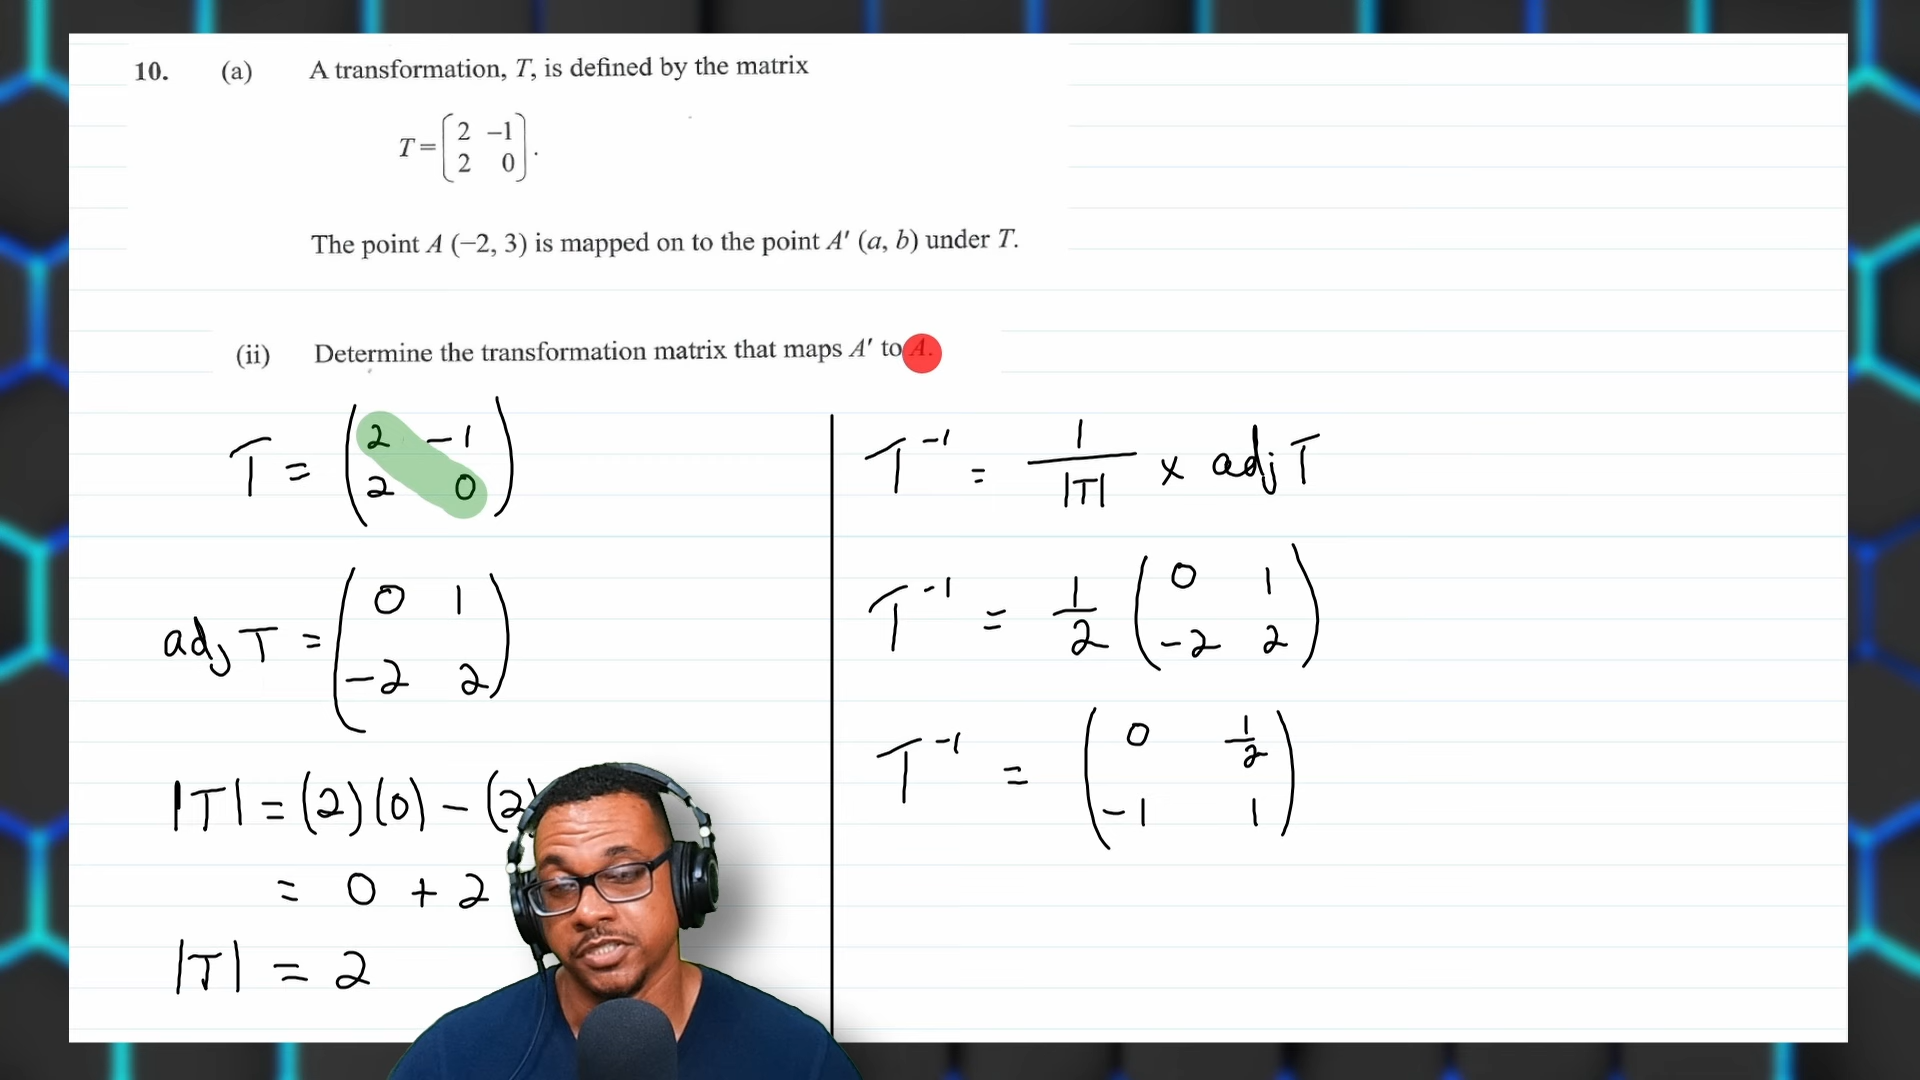 10. (a) A transformation, T, is defined by the matrix
T = [2 −1
2 0].
The point A (−2, 3) is mapped on to the point A′ (a, b) under T.
(ii) Determine the transformation matrix that maps A′ to A.
T = (2 −1
2 0)
adj T = (0 1
−2 2)
|T| = (2)(0) − (2)
= 0 + 2
|T| = 2
T⁻¹ = 1/|T| × adj T
T⁻¹ = 1/2 (0 1
−2 2)
T⁻¹ = (0 1/2
−1 1)